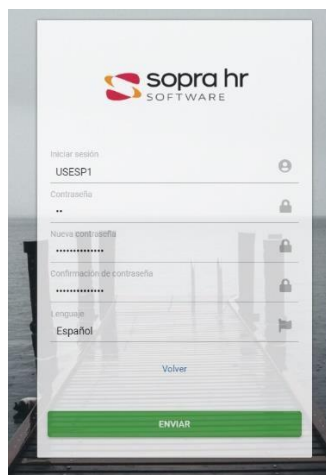 sopra hr
SOFTWARE
Iniciar sesión
USESP1
Contraseña
••
Nueva contraseña
••••••••••••••
Confirmación de contraseña
••••••••••••••
Lenguaje
Español
Volver
ENVIAR